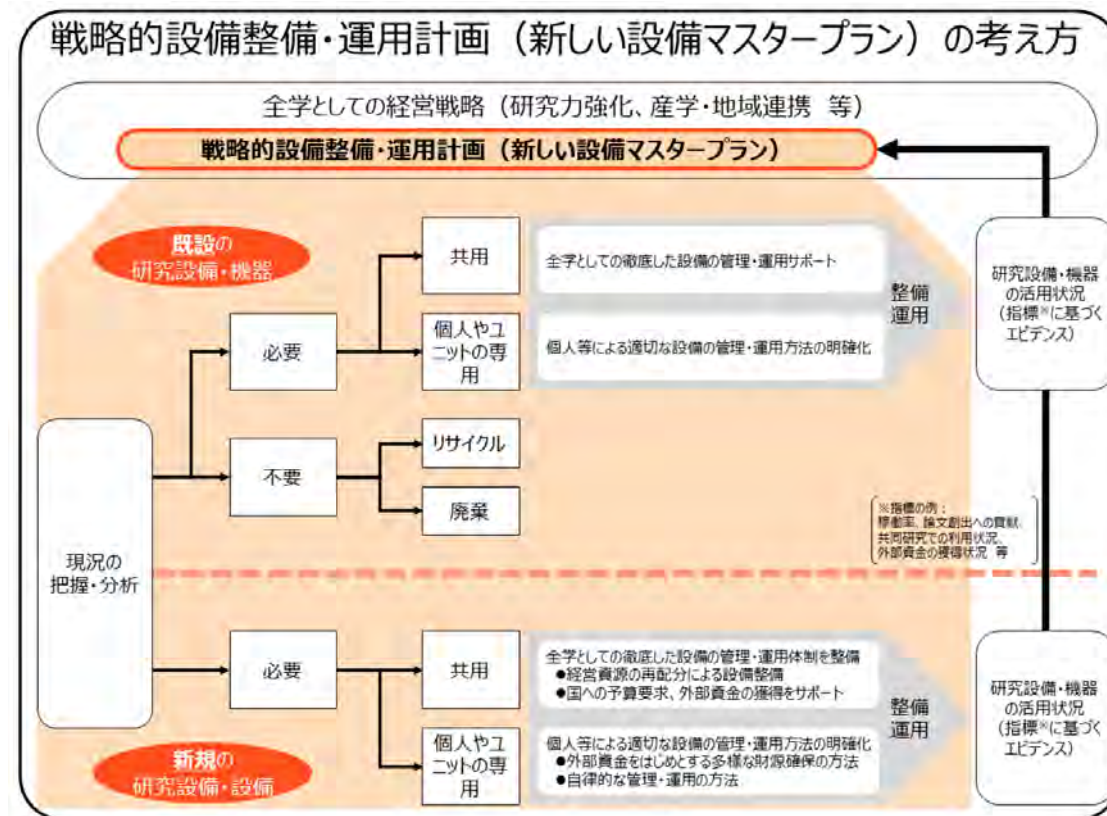 戦略的設備整備・運用計画（新しい設備マスタープラン）の考え方
全学としての経営戦略（研究力強化、産学・地域連携 等）
戦略的設備整備・運用計画（新しい設備マスタープラン）
既設の
研究設備・機器
共用
全学としての徹底した設備の管理・運用サポート
必要
個人やユ
ニットの専
用
個人等による適切な設備の管理・運用方法の明確化
整備
運用
研究設備・機器
の活用状況
（指標※に基づく
エビデンス）
不要
リサイクル
廃棄
※指標の例：
稼働率、論文創出への貢献、
共同研究での利用状況、
外部資金の獲得状況 等
現況の
把握・分析
必要
共用
全学としての徹底した設備の管理・運用体制を整備
●経営資源の再配分による設備整備
●国への予算要求、外部資金の獲得をサポート
個人やユ
ニットの専
用
個人等による適切な設備の管理・運用方法の明確化
●外部資金をはじめとする多様な財源確保の方法
●自律的な管理・運用の方法
整備
運用
研究設備・機器
の活用状況
（指標※に基づく
エビデンス）
新規の
研究設備・設備